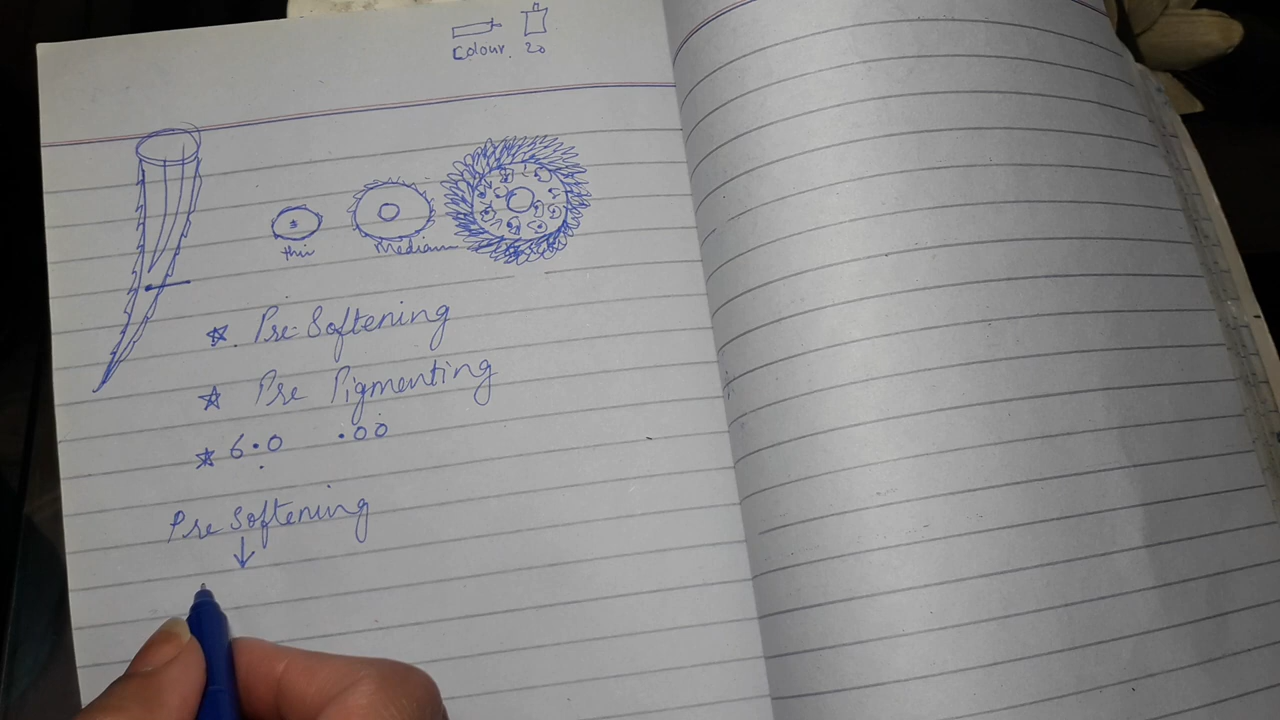 Colour. 20
thin
Medium
☆ Pre-Softening
☆ Pre Pigmenting
☆ 6.0 .00
Pre Softening
↓